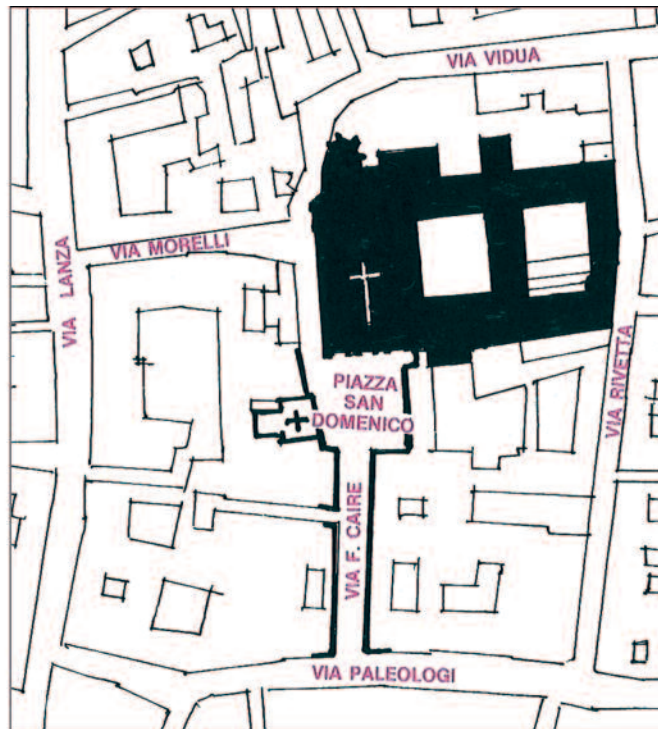 VIA VIDUA
VIA MORELLI
VIA LANZA
PIAZZA
SAN
DOMENICO
VIA RIVETTA
VIA F. CAIRE
VIA PALEOLOGI